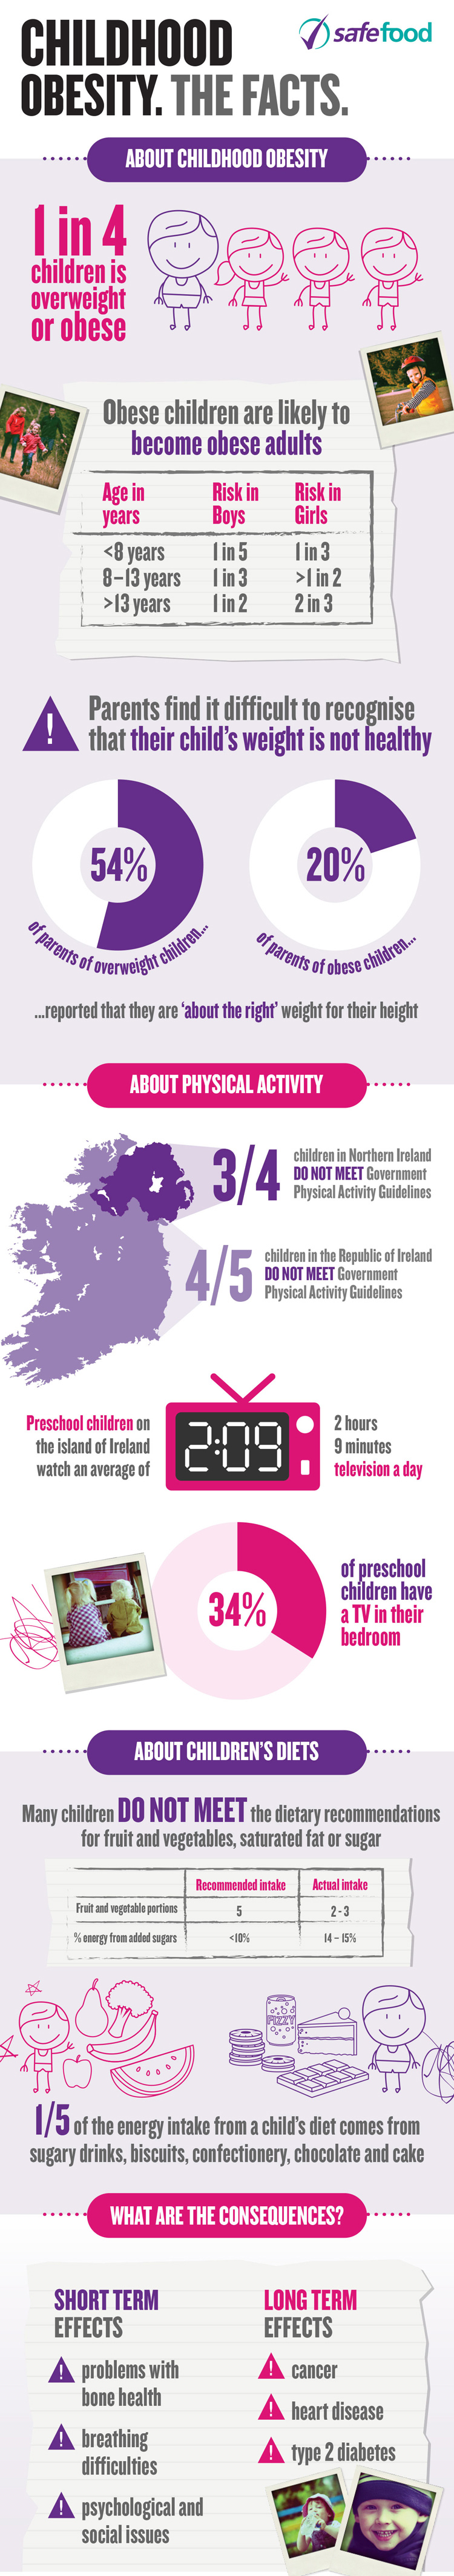 CHILDHOOD
OBESITY. THE FACTS.
safefood
ABOUT CHILDHOOD OBESITY
1 in 4
children is
overweight
or obese
Obese children are likely to
become obese adults
Age in years Risk in Boys Risk in Girls
<8 years 1 in 5 1 in 3
8–13 years 1 in 3 >1 in 2
>13 years 1 in 2 2 in 3
!
Parents find it difficult to recognise
that their child's weight is not healthy
54%
of parents of overweight children...
20%
of parents of obese children...
...reported that they are 'about the right' weight for their height
ABOUT PHYSICAL ACTIVITY
3/4
children in Northern Ireland
DO NOT MEET Government
Physical Activity Guidelines
4/5
children in the Republic of Ireland
DO NOT MEET Government
Physical Activity Guidelines
Preschool children on
the island of Ireland
watch an average of
2:09
2 hours
9 minutes
television a day
34%
of preschool
children have
a TV in their
bedroom
ABOUT CHILDREN'S DIETS
Many children DO NOT MEET the dietary recommendations
for fruit and vegetables, saturated fat or sugar
Recommended intake Actual intake
Fruit and vegetable portions 5 2 - 3
% energy from added sugars <10% 14 – 15%
FIZZY
1/5 of the energy intake from a child's diet comes from
sugary drinks, biscuits, confectionery, chocolate and cake
WHAT ARE THE CONSEQUENCES?
SHORT TERM
EFFECTS
! problems with
bone health
! breathing
difficulties
! psychological and
social issues
LONG TERM
EFFECTS
! cancer
! heart disease
! type 2 diabetes